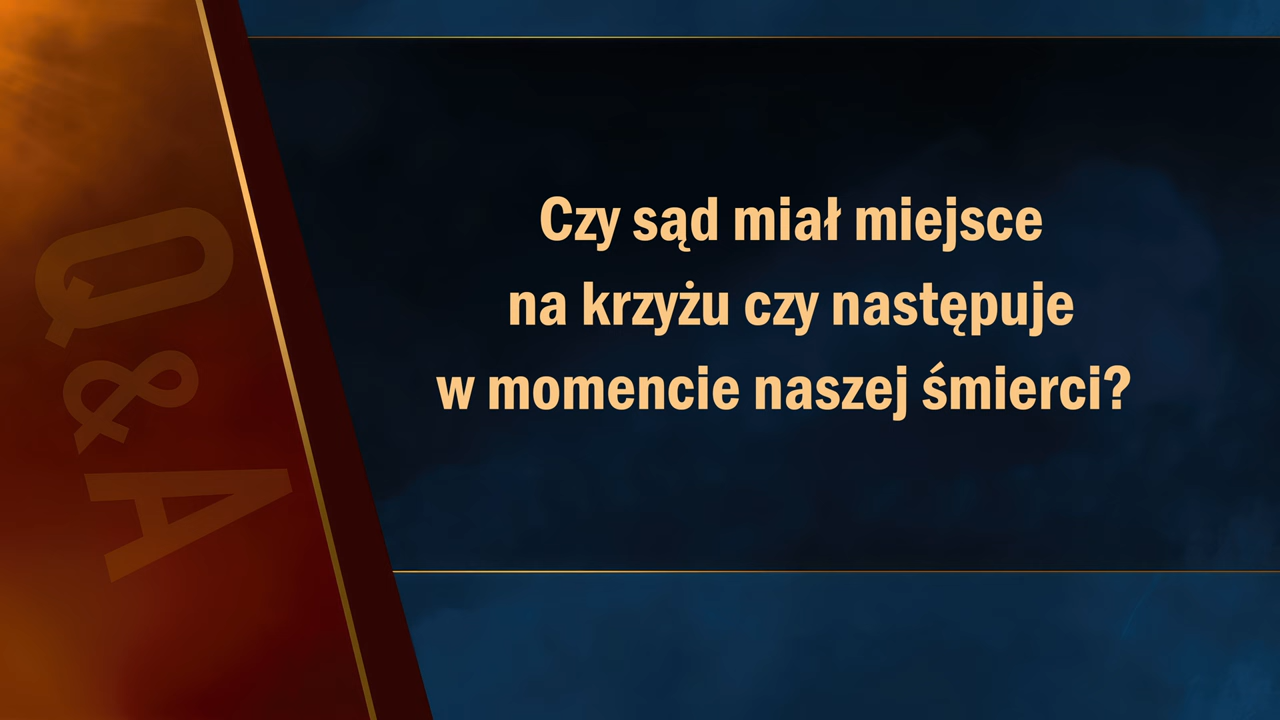 Q&A
Czy sąd miał miejsce
na krzyżu czy następuje
w momencie naszej śmierci?